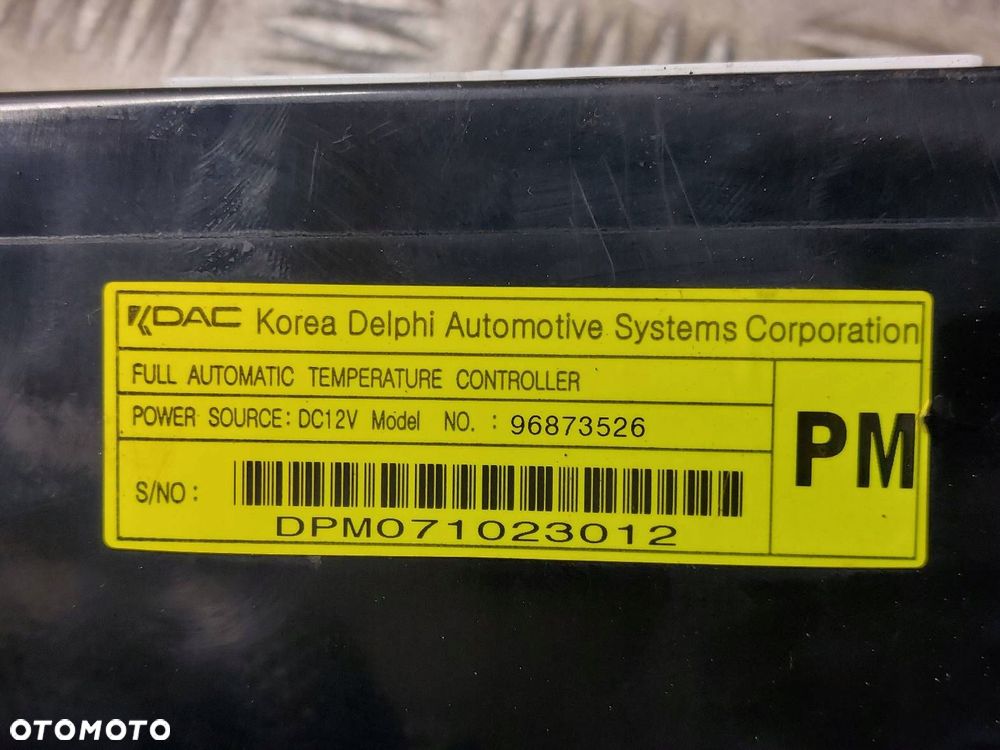 KDAC Korea Delphi Automotive Systems Corporation
FULL AUTOMATIC TEMPERATURE CONTROLLER
POWER SOURCE: DC12V Model NO. : 96873526
PM
S/NO :
DPM071023012
OTOMOTO